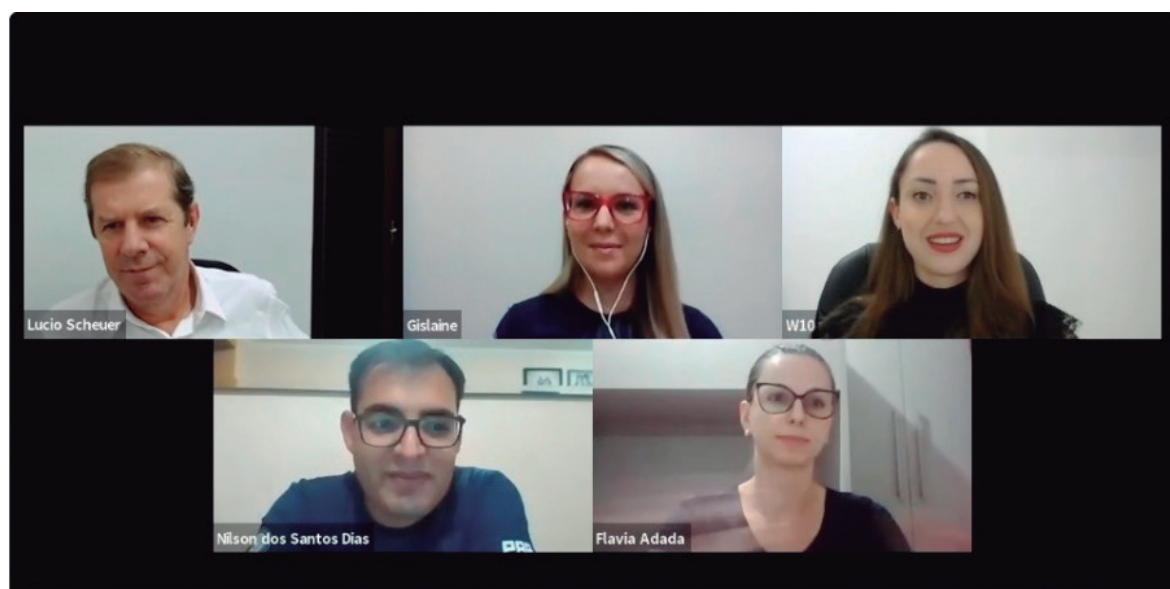 Lucio Scheuer
Gislaine
W10
Nilson dos Santos Dias
Flavia Adada